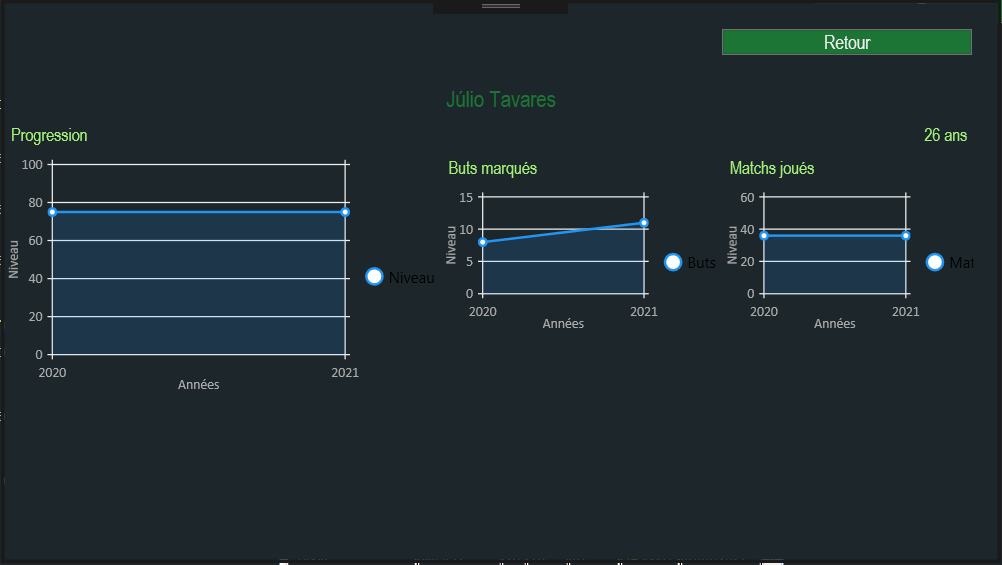 Retour
Júlio Tavares
Progression
26 ans
100
80
60
40
20
0
Niveau
2020 2021
Années
Niveau
Buts marqués
15
10
5
0
Niveau
2020 2021
Années
Buts
Matchs joués
60
40
20
0
Niveau
2020 2021
Années
Mat